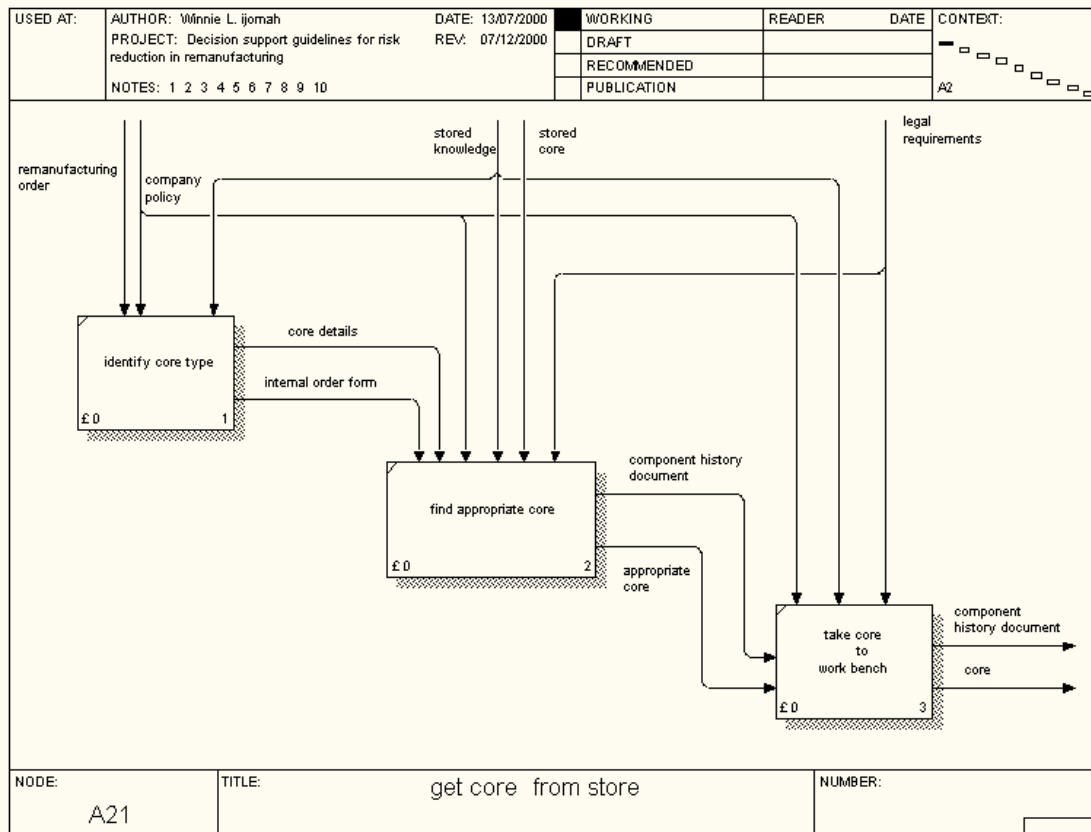 USED AT:
AUTHOR: Winnie L. ijomah
DATE: 13/07/2000
PROJECT: Decision support guidelines for risk
reduction in remanufacturing
REV: 07/12/2000
NOTES: 1 2 3 4 5 6 7 8 9 10
WORKING
DRAFT
RECOMMENDED
PUBLICATION
READER DATE
CONTEXT:
A2
remanufacturing
order
company
policy
stored
knowledge
stored
core
legal
requirements
identify core type
£ 0 1
core details
internal order form
find appropriate core
£ 0 2
component history
document
appropriate
core
take core
to
work bench
£ 0 3
component
history document
core
NODE:
A21
TITLE:
get core from store
NUMBER: